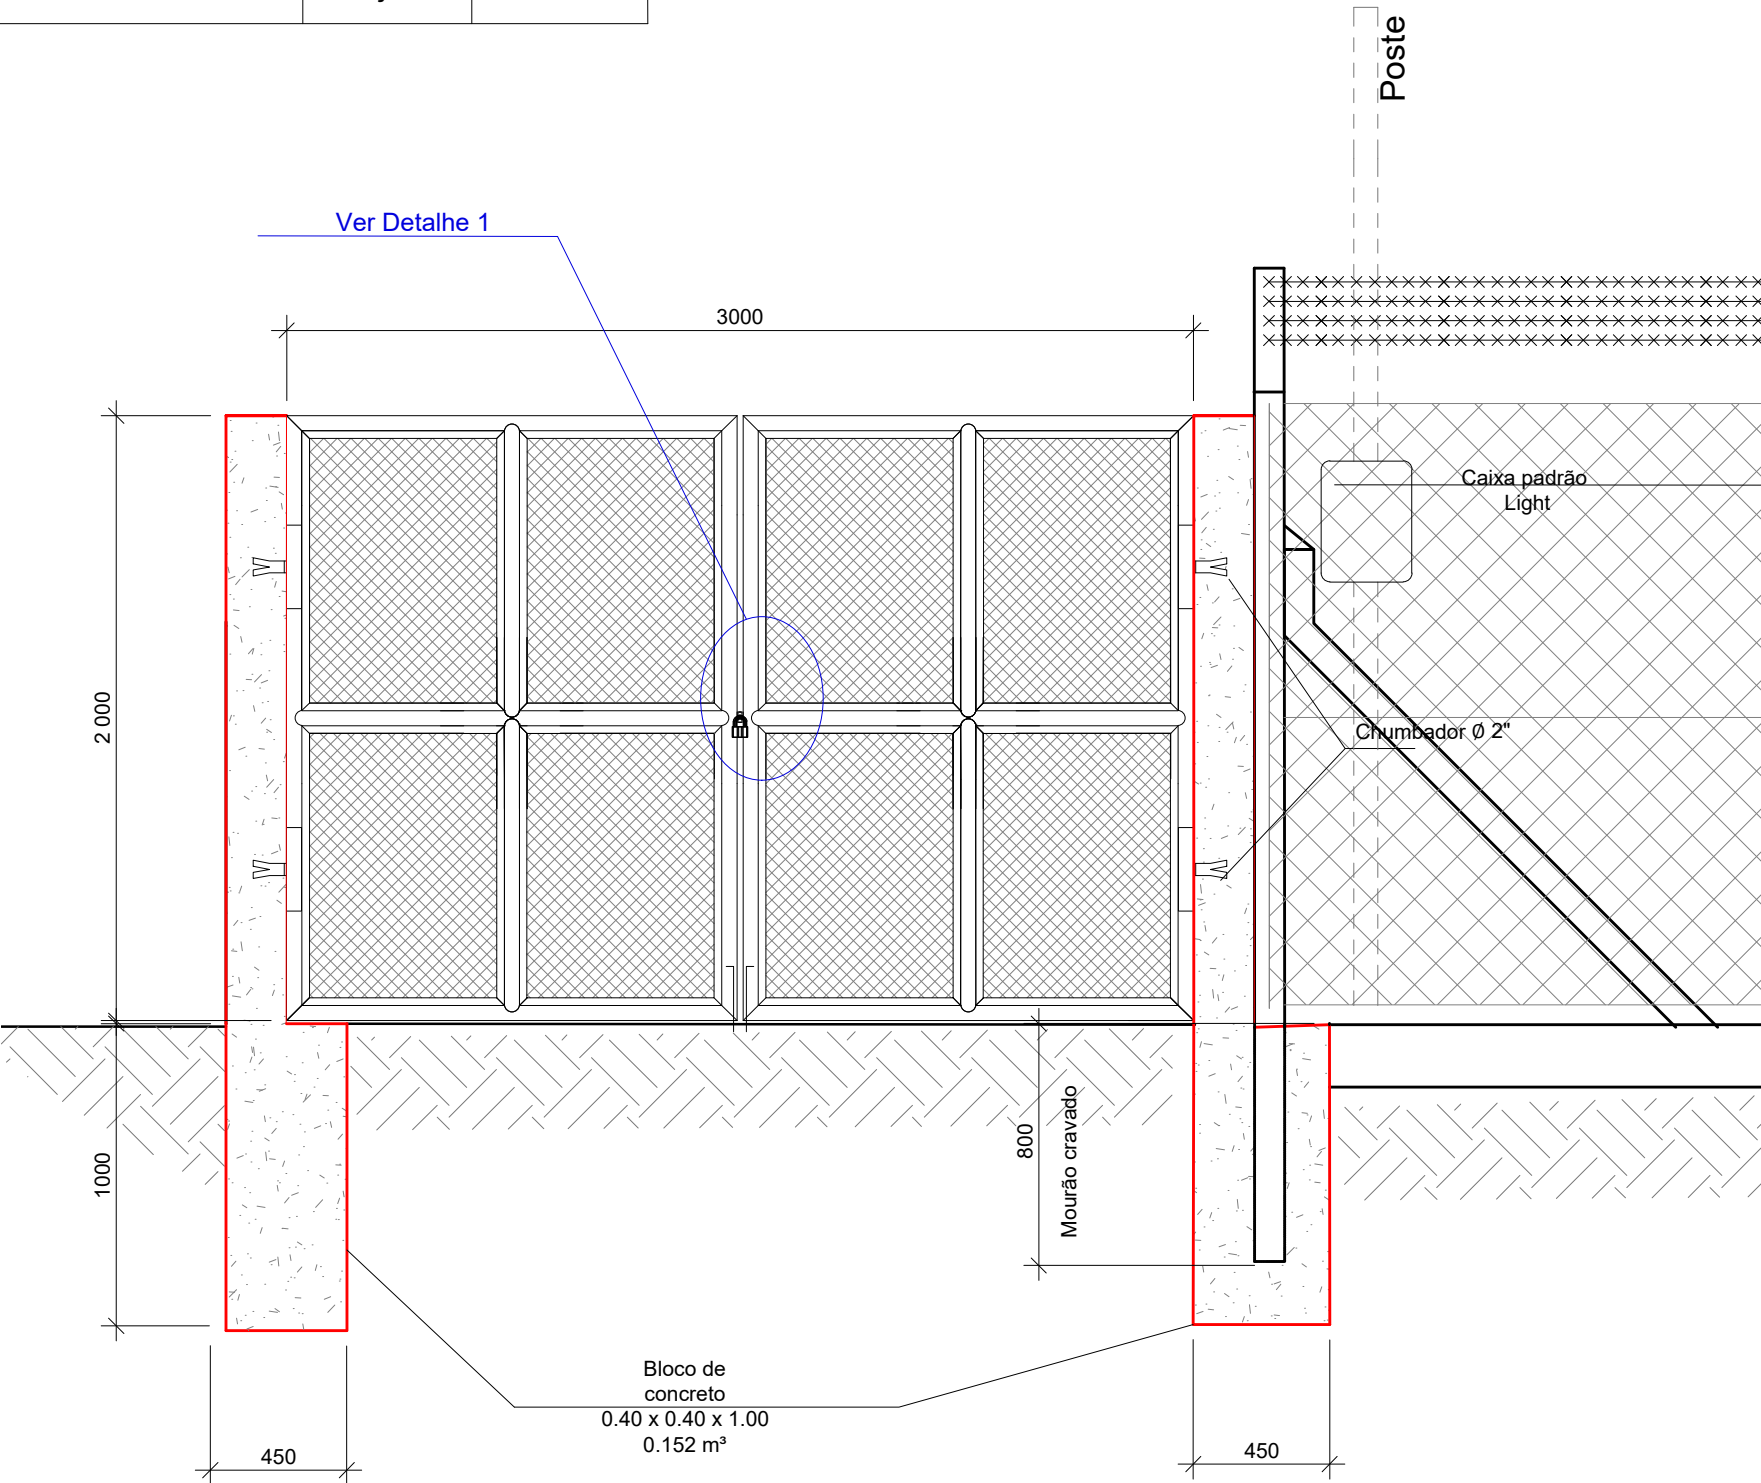 Poste
Ver Detalhe 1
3000
Caixa padrão
Light
2 000
Chumbador Ø 2"
1000
800
Mourão cravado
Bloco de
concreto
0.40 x 0.40 x 1.00
0.152 m³
450
450